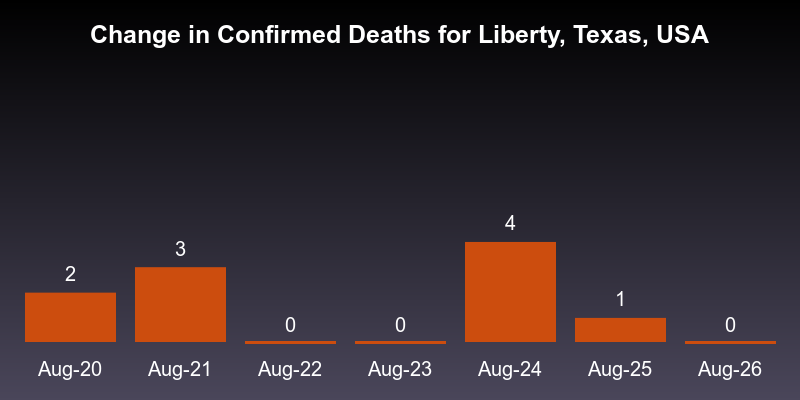 Change in Confirmed Deaths for Liberty, Texas, USA
2
3
0
0
4
1
0
Aug-20
Aug-21
Aug-22
Aug-23
Aug-24
Aug-25
Aug-26